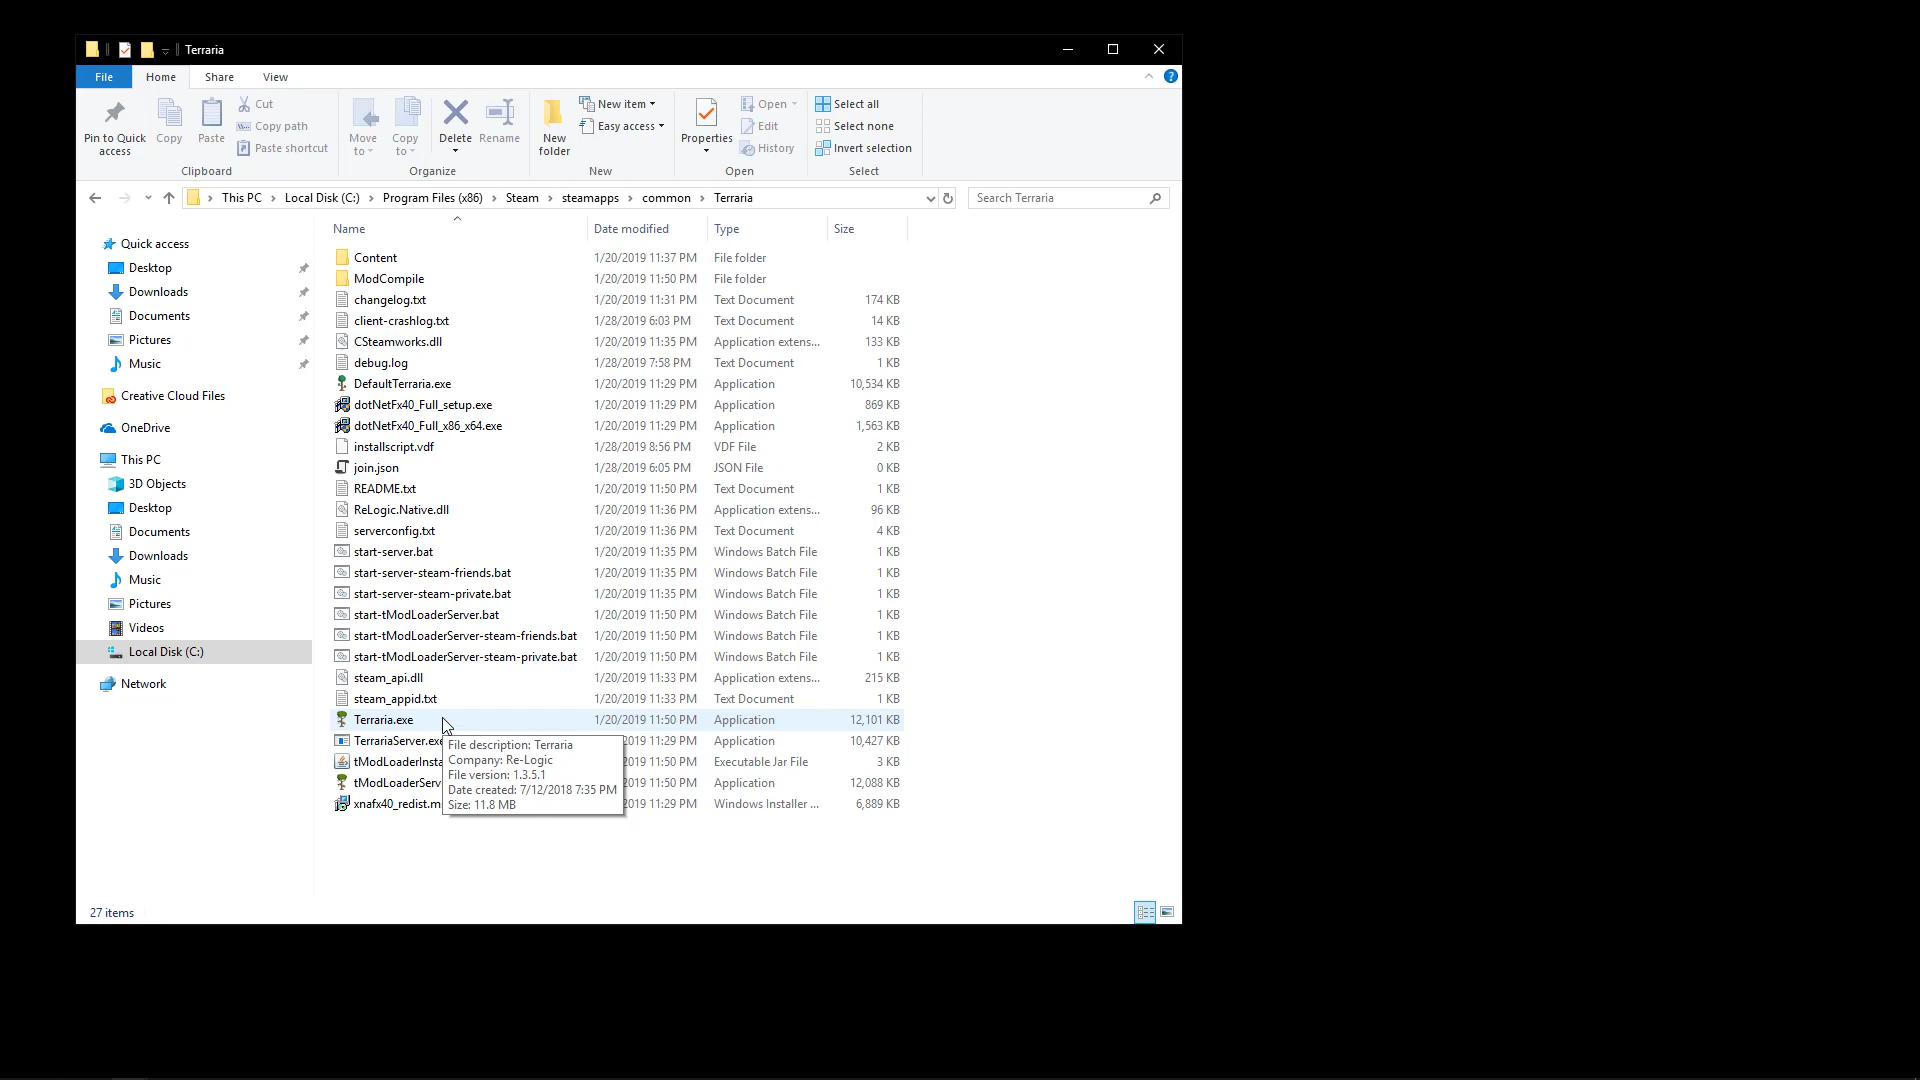 Terraria
File Home Share View
Pin to Quick access
Copy
Paste
Cut
Copy path
Paste shortcut
Clipboard
Move to
Copy to
Delete
Rename
Organize
New folder
New item
Easy access
New
Properties
Open
Edit
History
Open
Select all
Select none
Invert selection
Select
This PC > Local Disk (C:) > Program Files (x86) > Steam > steamapps > common > Terraria
Search Terraria
Quick access
Desktop
Downloads
Documents
Pictures
Music
Creative Cloud Files
OneDrive
This PC
3D Objects
Desktop
Documents
Downloads
Music
Pictures
Videos
Local Disk (C:)
Network
Name Date modified Type Size
Content 1/20/2019 11:37 PM File folder
ModCompile 1/20/2019 11:50 PM File folder
changelog.txt 1/20/2019 11:31 PM Text Document 174 KB
client-crashlog.txt 1/28/2019 6:03 PM Text Document 14 KB
CSteamworks.dll 1/20/2019 11:35 PM Application extens... 133 KB
debug.log 1/28/2019 7:58 PM Text Document 1 KB
DefaultTerraria.exe 1/20/2019 11:29 PM Application 10,534 KB
dotNetFx40_Full_setup.exe 1/20/2019 11:29 PM Application 869 KB
dotNetFx40_Full_x86_x64.exe 1/20/2019 11:29 PM Application 1,563 KB
installscript.vdf 1/28/2019 8:56 PM VDF File 2 KB
join.json 1/28/2019 6:05 PM JSON File 0 KB
README.txt 1/20/2019 11:50 PM Text Document 1 KB
ReLogic.Native.dll 1/20/2019 11:36 PM Application extens... 96 KB
serverconfig.txt 1/20/2019 11:36 PM Text Document 4 KB
start-server.bat 1/20/2019 11:35 PM Windows Batch File 1 KB
start-server-steam-friends.bat 1/20/2019 11:35 PM Windows Batch File 1 KB
start-server-steam-private.bat 1/20/2019 11:35 PM Windows Batch File 1 KB
start-tModLoaderServer.bat 1/20/2019 11:50 PM Windows Batch File 1 KB
start-tModLoaderServer-steam-friends.bat 1/20/2019 11:50 PM Windows Batch File 1 KB
start-tModLoaderServer-steam-private.bat 1/20/2019 11:50 PM Windows Batch File 1 KB
steam_api.dll 1/20/2019 11:33 PM Application extens... 215 KB
steam_appid.txt 1/20/2019 11:33 PM Text Document 1 KB
Terraria.exe 1/20/2019 11:50 PM Application 12,101 KB
TerrariaServer.exe 2019 11:29 PM Application 10,427 KB
tModLoaderInsta 2019 11:50 PM Executable Jar File 3 KB
tModLoaderServ 2019 11:50 PM Application 12,088 KB
xnafx40_redist.m 2019 11:29 PM Windows Installer ... 6,889 KB
File description: Terraria
Company: Re-Logic
File version: 1.3.5.1
Date created: 7/12/2018 7:35 PM
Size: 11.8 MB
27 items